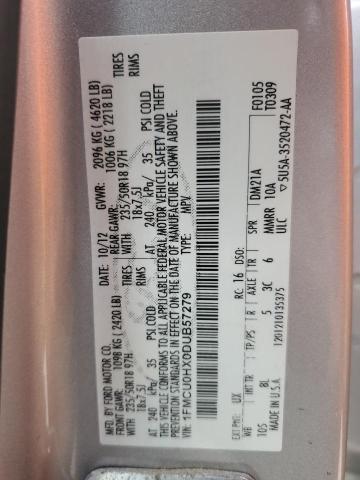 MFD. BY FORD MOTOR CO.
DATE: 10/12 GVWR: 2096 KG ( 4620 LB)
FRONT GAWR: 1098 KG ( 2420 LB) REAR GAWR: 1006 KG ( 2218 LB)
WITH 235/50R18 97H TIRES WITH 235/50R18 97H TIRES
18x7.5J RIMS 18x7.5J RIMS
AT 240 kPa/ 35 PSI COLD AT 240 kPa/ 35 PSI COLD
THIS VEHICLE CONFORMS TO ALL APPLICABLE FEDERAL MOTOR VEHICLE SAFETY AND THEFT
PREVENTION STANDARDS IN EFFECT ON THE DATE OF MANUFACTURE SHOWN ABOVE.
VIN: 1FMCU0HX0DUB57279
TYPE: MPV
F0105
T0309
EXT PNT: UX RC: 16 DSO:
WB INT TR TP/PS R AXLE TR SPR DM21A
105 BL 5 3C 6 MMRR 10A
MADE IN U.S.A. ULC 5U5A-3520472-AA
1201210135375